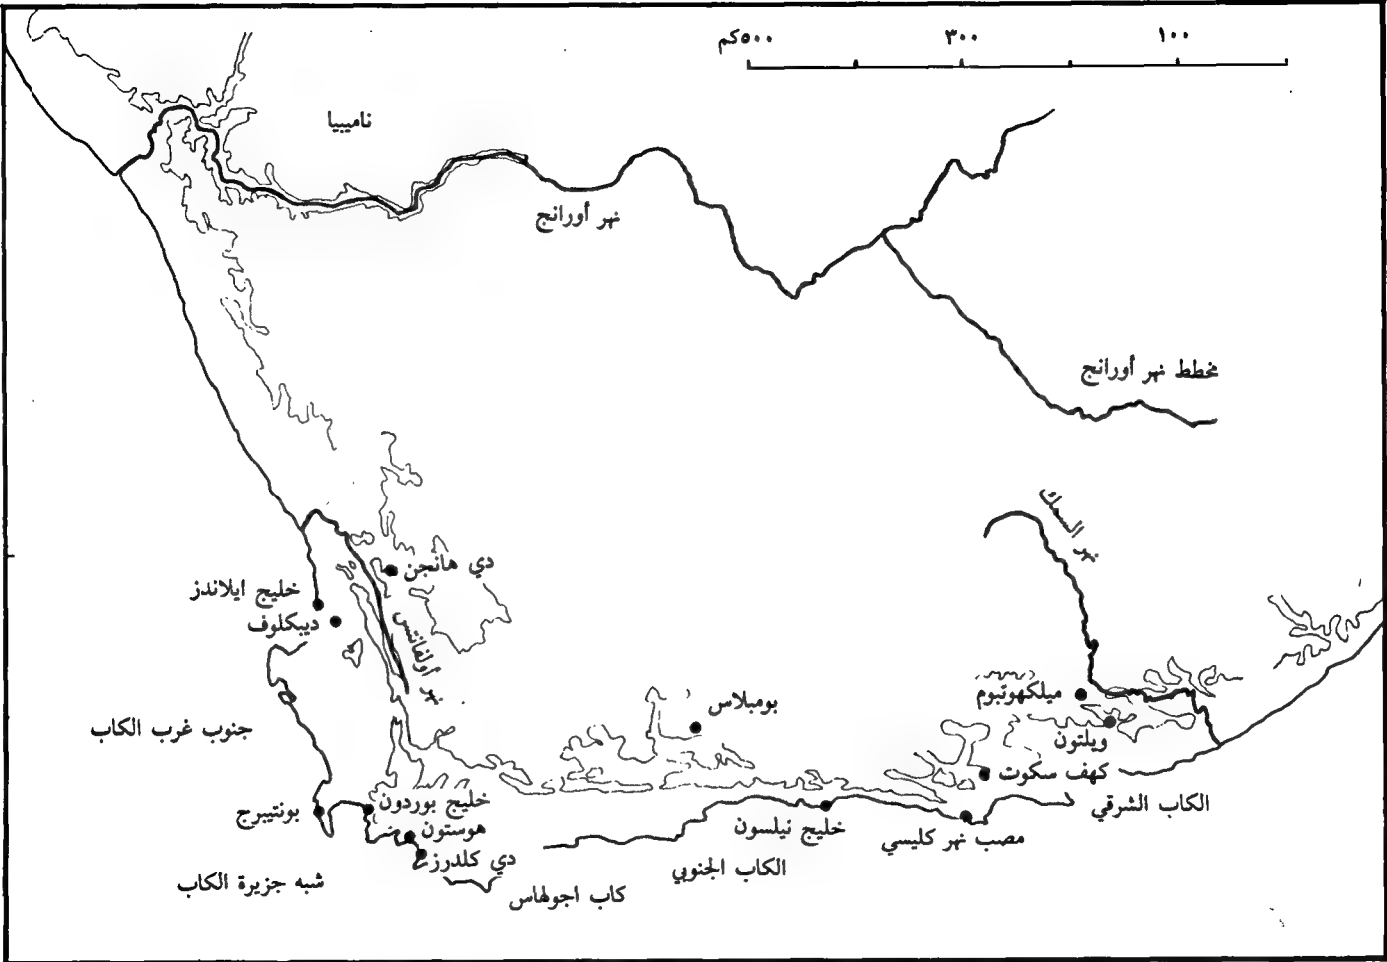 ١٠٠ ٣٠٠ ٥٠٠كم
ناميبيا
نهر أورانج
مخطط نهر أورانج
نهر السمك
دي هانجن
خليج ايلاندز
ديبكلوف
نهر أولفانتس
ميلكهوتبوم
بومبلاس
جنوب غرب الكاب
ويلتون
كهف سكوت
الكاب الشرقي
خليج بوردون
بونتيبرج
هوستون
خليج نيلسون
مصب نهر كليسي
دي كلدرز
الكاب الجنوبي
شبه جزيرة الكاب
كاب اجولهاس